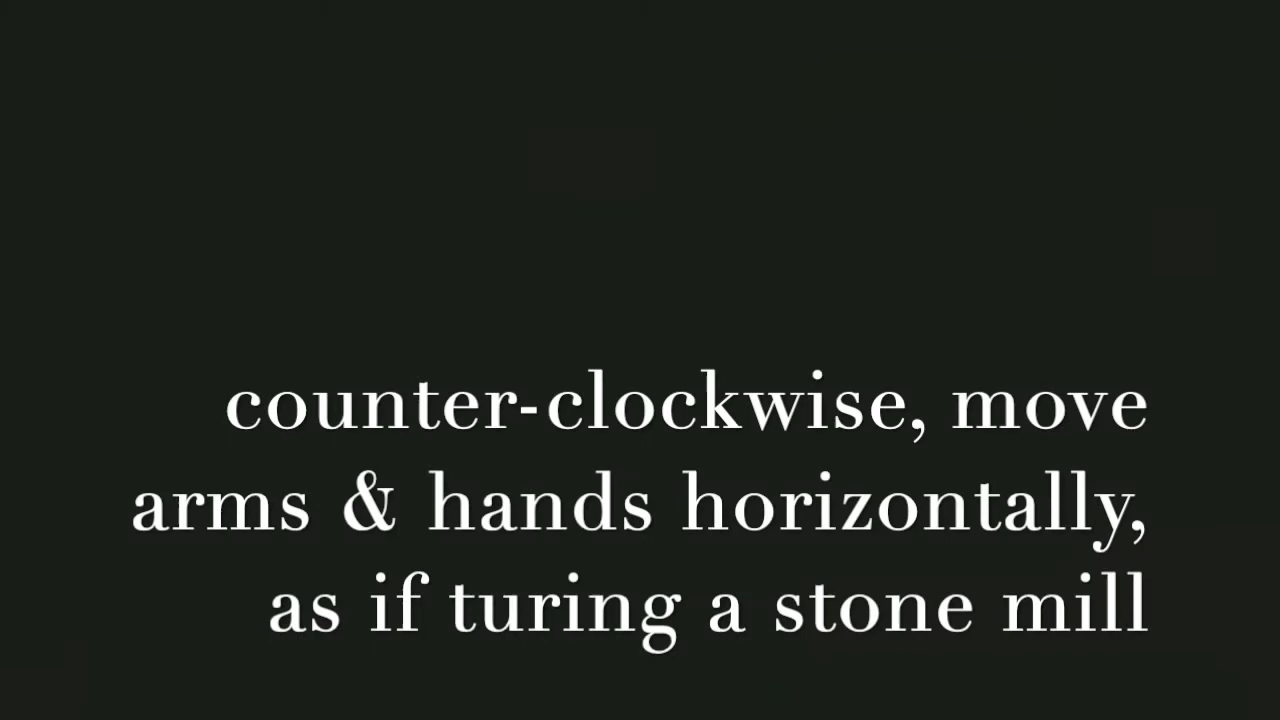 counter-clockwise, move
arms & hands horizontally,
as if turing a stone mill